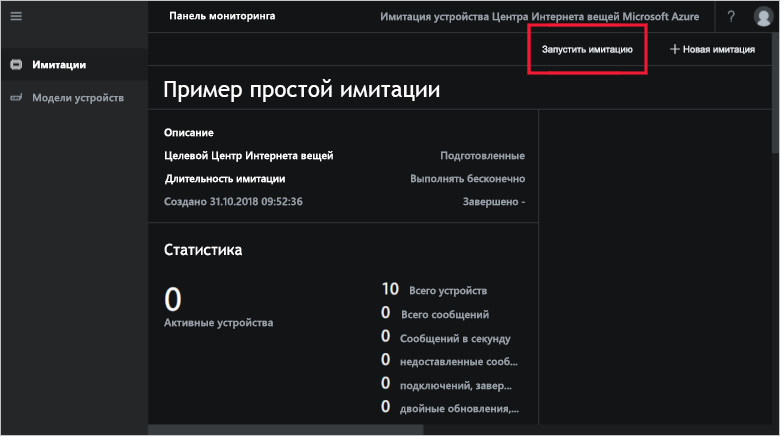 Панель мониторинга
Имитация устройства Центра Интернета вещей Microsoft Azure
?
Запустить имитацию
+ Новая имитация
Имитации
Модели устройств
Пример простой имитации
Описание
Целевой Центр Интернета вещей Подготовленные
Длительность имитации Выполнять бесконечно
Создано 31.10.2018 09:52:36 Завершено -
Статистика
0
Активные устройства
10 Всего устройств
0 Всего сообщений
0 Сообщений в секунду
0 недоставленные сооб...
0 подключений, завер...
0 двойные обновления,...